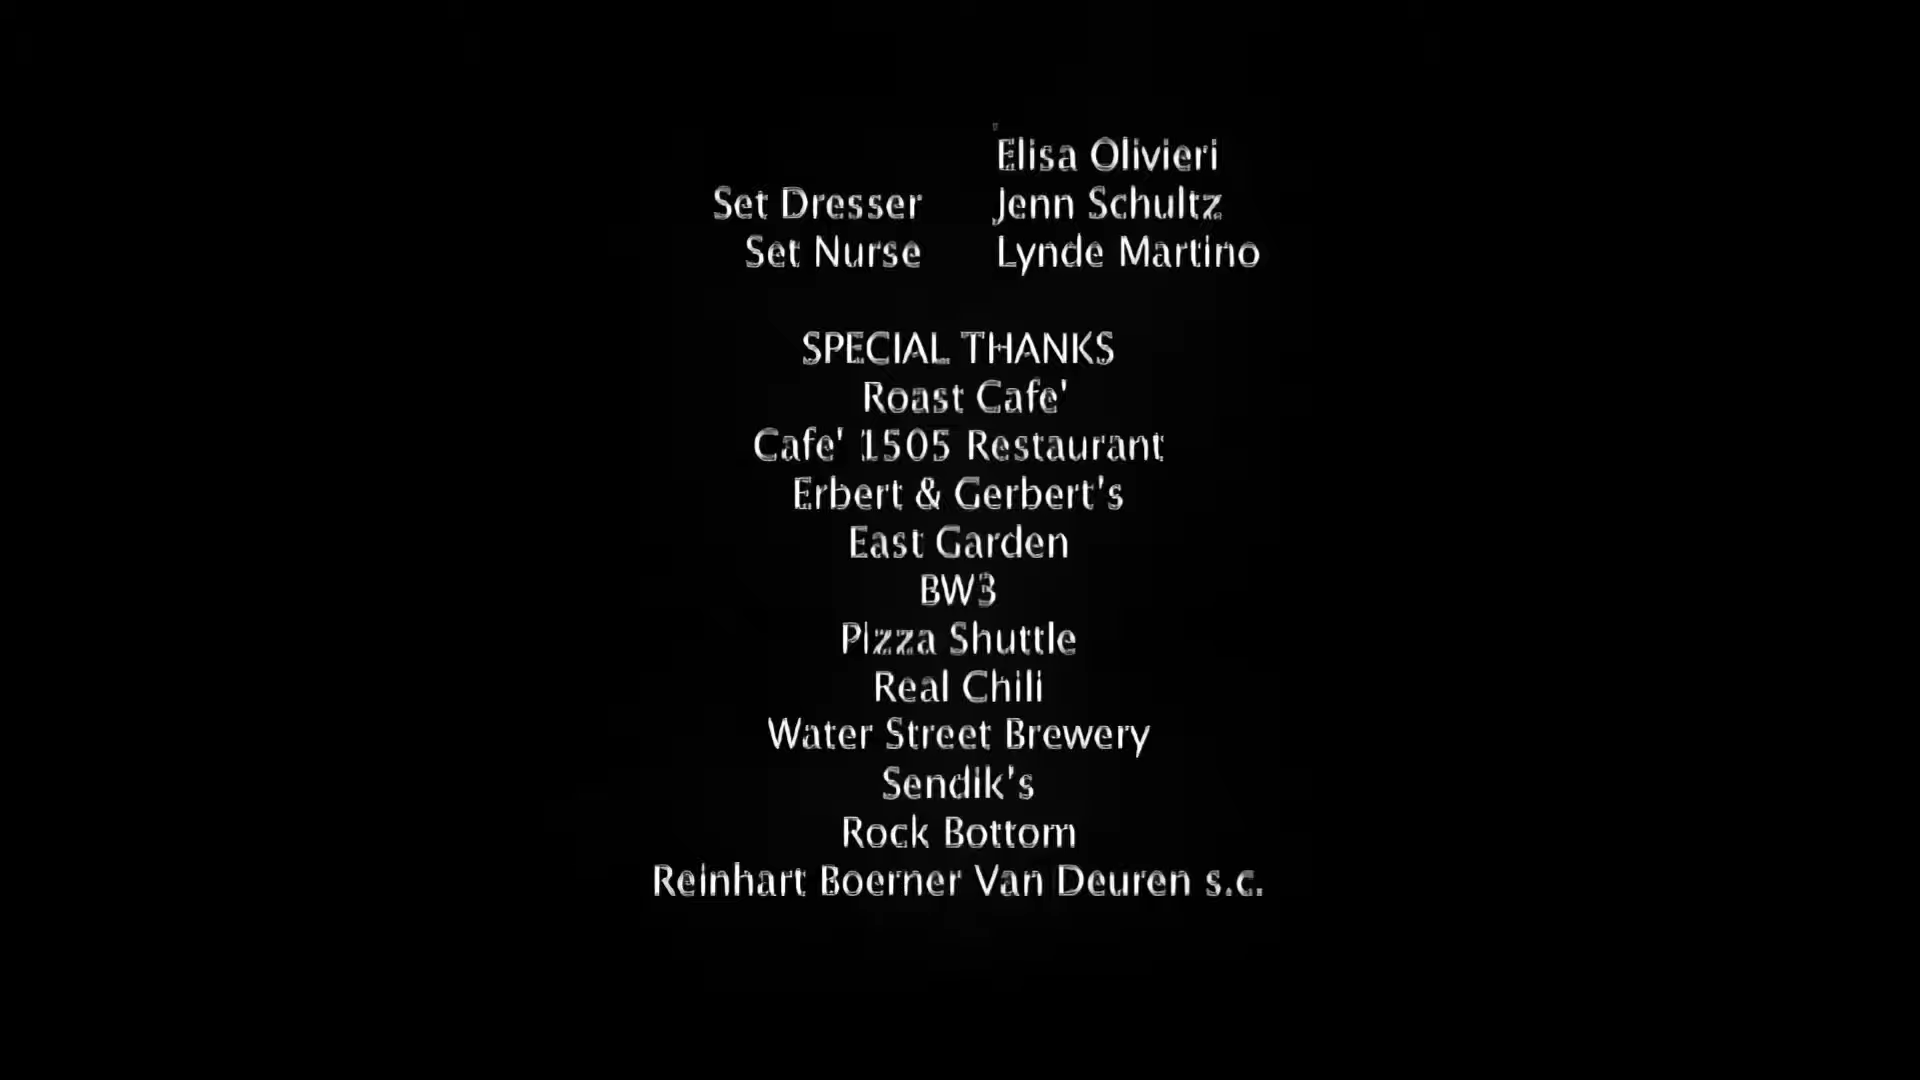 Elisa Olivieri
Set Dresser Jenn Schultz
Set Nurse Lynde Martino
SPECIAL THANKS
Roast Cafe'
Cafe' 1505 Restaurant
Erbert & Gerbert's
East Garden
BW3
Pizza Shuttle
Real Chili
Water Street Brewery
Sendik's
Rock Bottom
Reinhart Boerner Van Deuren s.c.